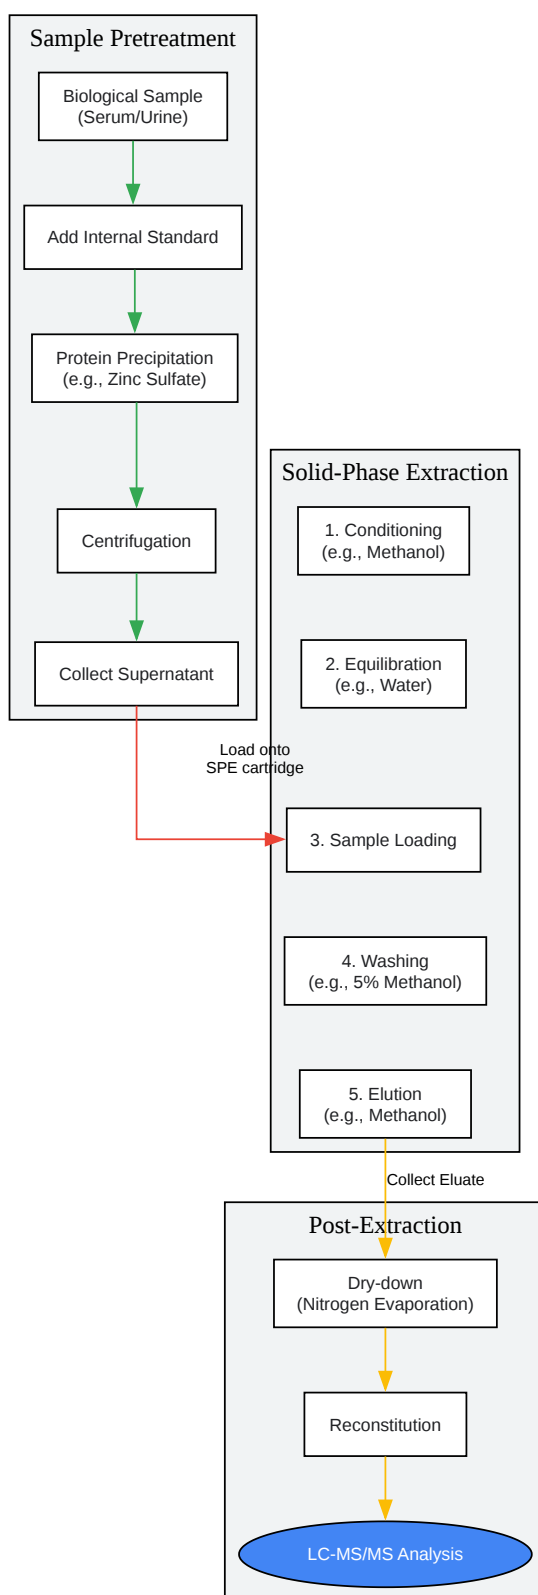 Sample Pretreatment
Biological Sample
(Serum/Urine)
Add Internal Standard
Protein Precipitation
(e.g., Zinc Sulfate)
Centrifugation
Collect Supernatant
Load onto
SPE cartridge
Solid-Phase Extraction
1. Conditioning
(e.g., Methanol)
2. Equilibration
(e.g., Water)
3. Sample Loading
4. Washing
(e.g., 5% Methanol)
5. Elution
(e.g., Methanol)
Collect Eluate
Post-Extraction
Dry-down
(Nitrogen Evaporation)
Reconstitution
LC-MS/MS Analysis